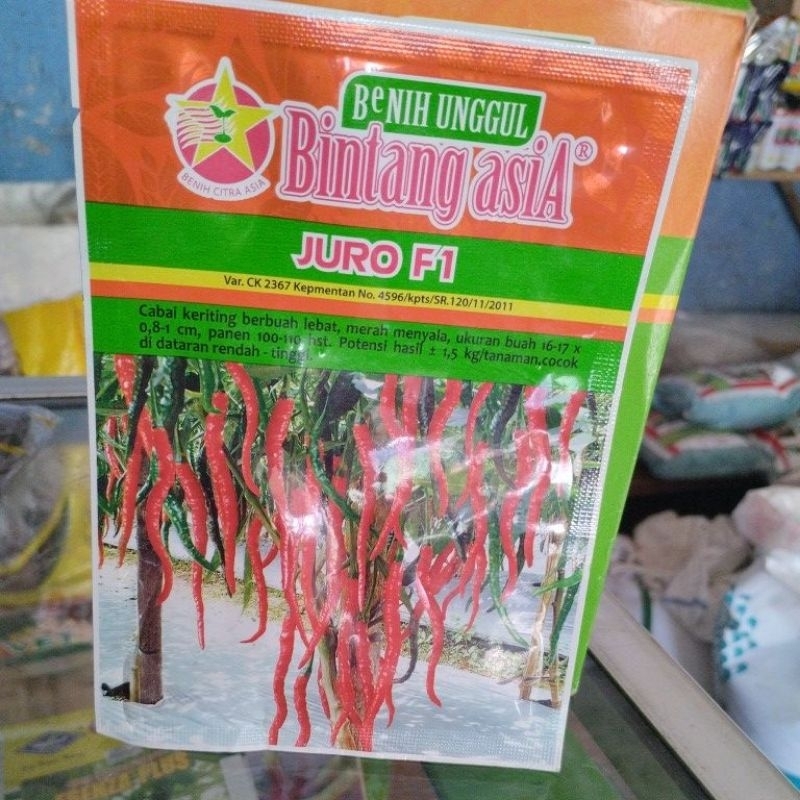 BeNIH UNGGUL
Bintang asiA®
BENIH CITRA ASIA
JURO F1
Var. CK 2367 Kepmentan No. 4596/kpts/SR.120/11/2011
Cabai keriting berbuah lebat, merah menyala, ukuran buah 16-17 x
0,8-1 cm, panen 100-110 hst. Potensi hasil ± 1,5 kg/tanaman,cocok
di dataran rendah - tinggi.
PLUS